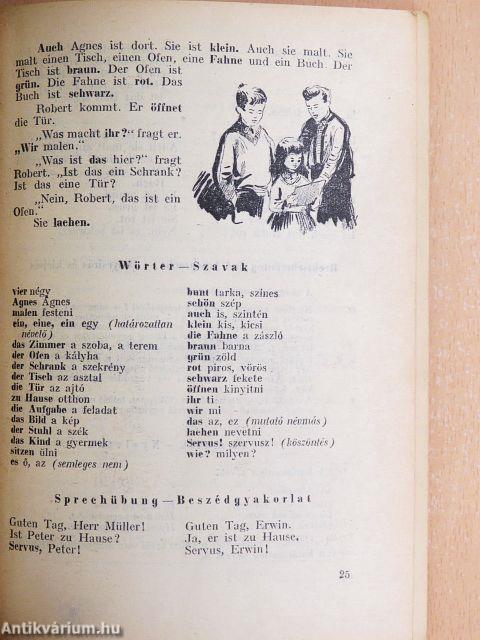 Auch Agnes ist dort. Sie ist klein. Auch sie malt. Sie
malt einen Tisch, einen Ofen, eine Fahne und ein Buch. Der
Tisch ist braun. Der Ofen ist
grün. Die Fahne ist rot. Das
Buch ist schwarz.
Robert kommt. Er öffnet
die Tür.
„Was macht ihr?" fragt er.
„Wir malen."
„Was ist das hier?" fragt
Robert. „Ist das ein Schrank?
Ist das eine Tür?
„Nein, Robert, das ist ein
Ofen."
Sie lachen.
Wörter — Szavak
vier négy
Agnes Ágnes
malen festeni
ein, eine, ein egy (határozatlan
névelő)
das Zimmer a szoba, a terem
der Ofen a kályha
der Schrank a szekrény
der Tisch az asztal
die Tür az ajtó
zu Hause otthon
die Aufgabe a feladat
das Bild a kép
der Stuhl a szék
das Kind a gyermek
sitzen ülni
es ő, az (semleges nem)
bunt tarka, színes
schön szép
auch is, szintén
klein kis, kicsi
die Fahne a zászló
braun barna
grün zöld
rot piros, vörös
schwarz fekete
öffnen kinyitni
ihr ti
wir mi
das az, ez (mutató névmás)
lachen nevetni
Servus! szervusz! (köszöntés)
wie? milyen?
Sprechübung — Beszédgyakorlat
Guten Tag, Herr Müller!
Ist Peter zu Hause?
Servus, Peter!
Guten Tag, Erwin.
Ja, er ist zu Hause.
Servus, Erwin!
25
Antikvárium.hu